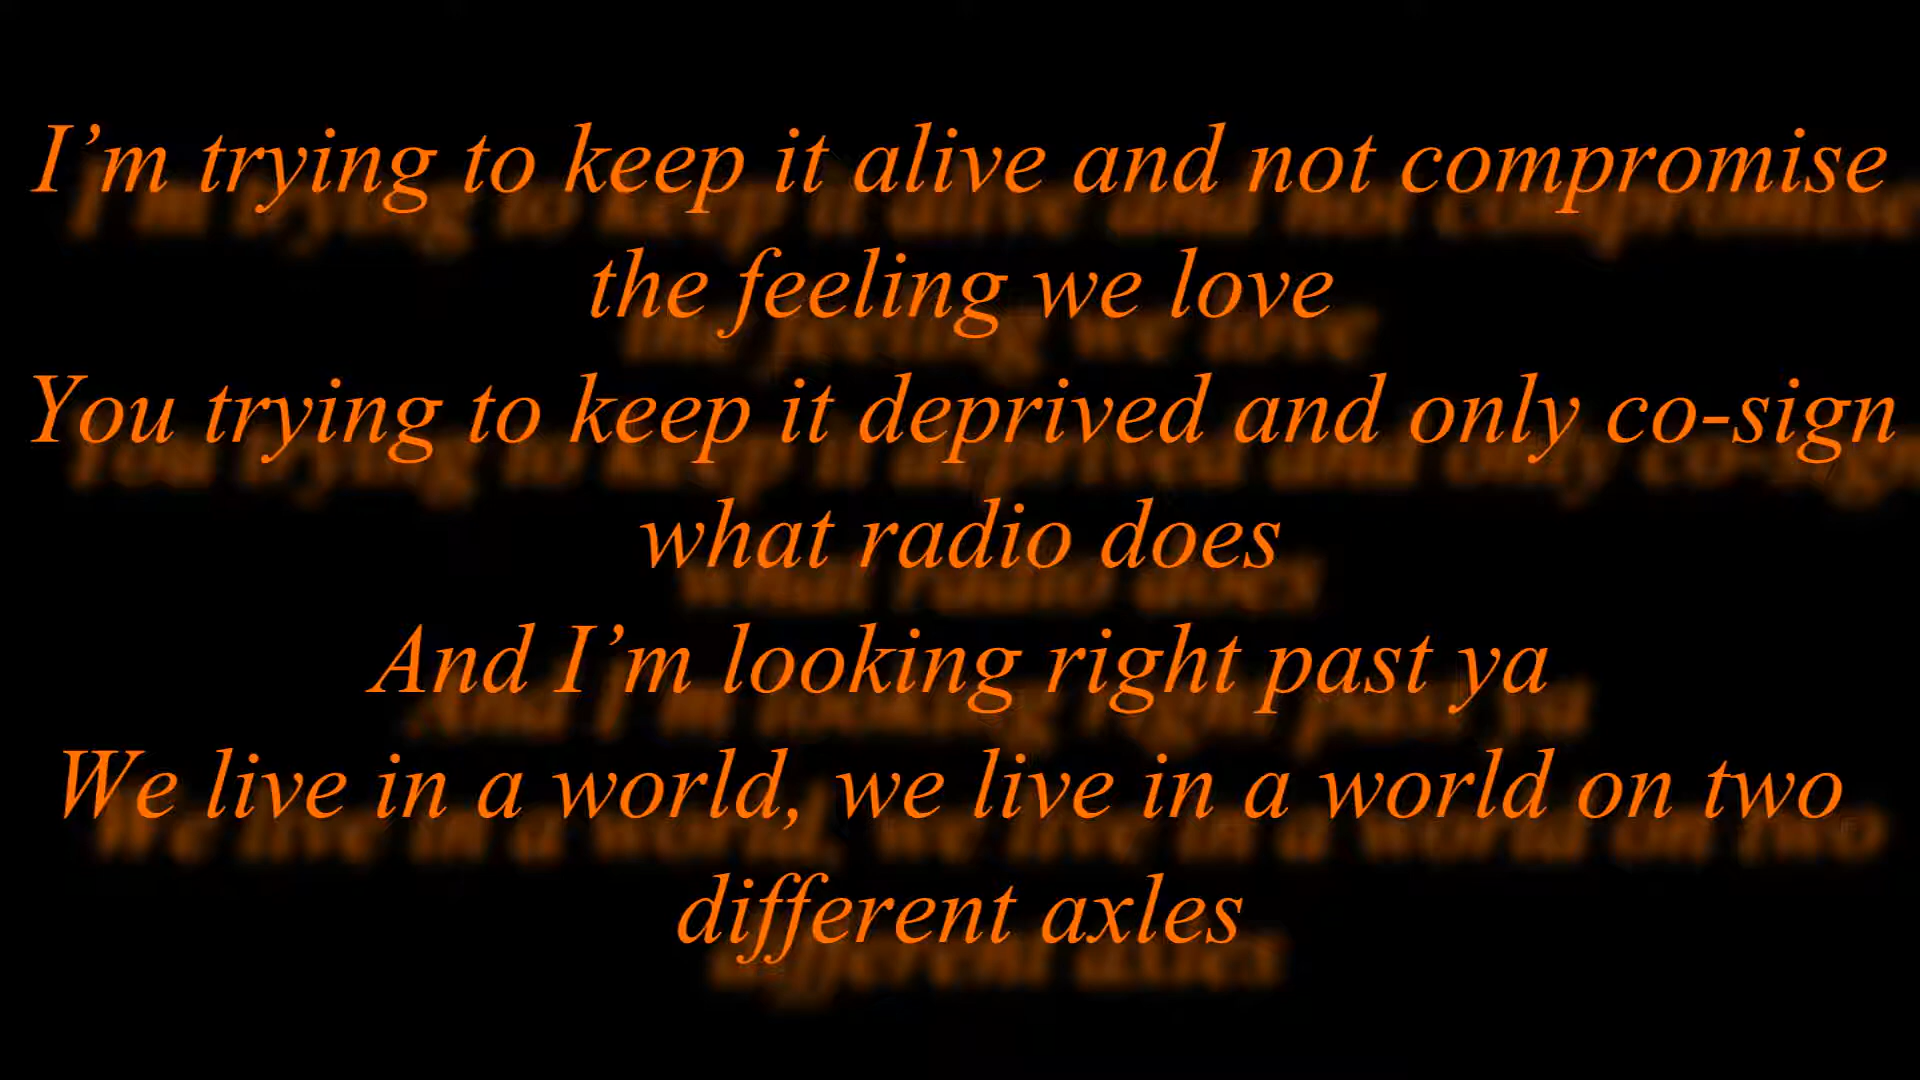 I’m trying to keep it alive and not compromise
the feeling we love
You trying to keep it deprived and only co-sign
what radio does
And I’m looking right past ya
We live in a world, we live in a world on two
different axles